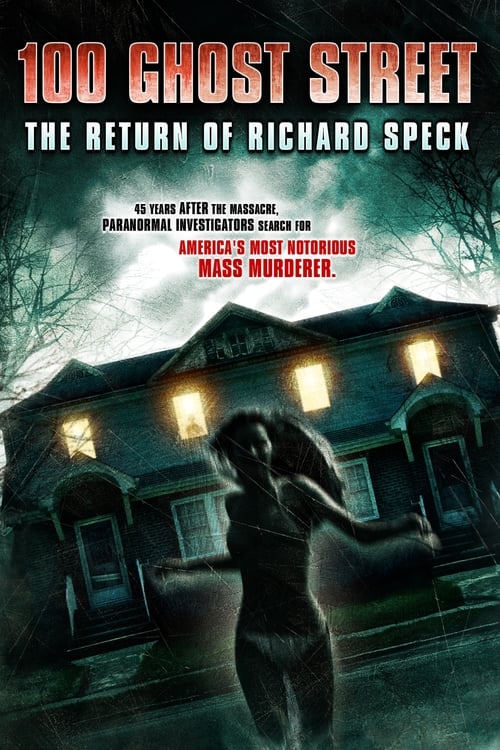 100 GHOST STREET
THE RETURN OF RICHARD SPECK
45 YEARS AFTER THE MASSACRE,
PARANORMAL INVESTIGATORS SEARCH FOR
AMERICA'S MOST NOTORIOUS
MASS MURDERER.